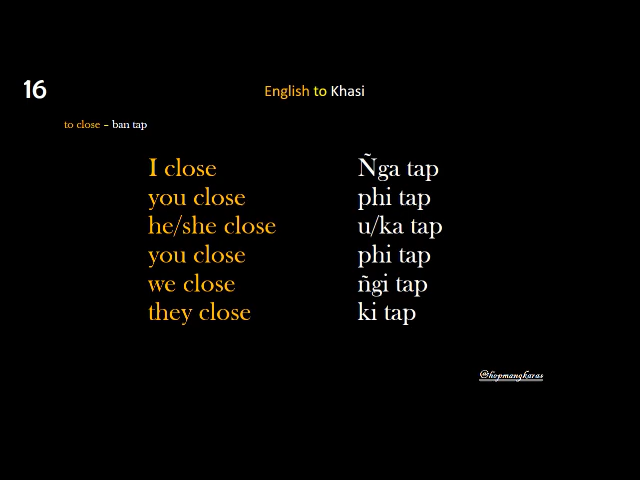 16
English to Khasi
to close – ban tap
I close Ñga tap
you close phi tap
he/she close u/ka tap
you close phi tap
we close ñgi tap
they close ki tap
@hopmangkaras